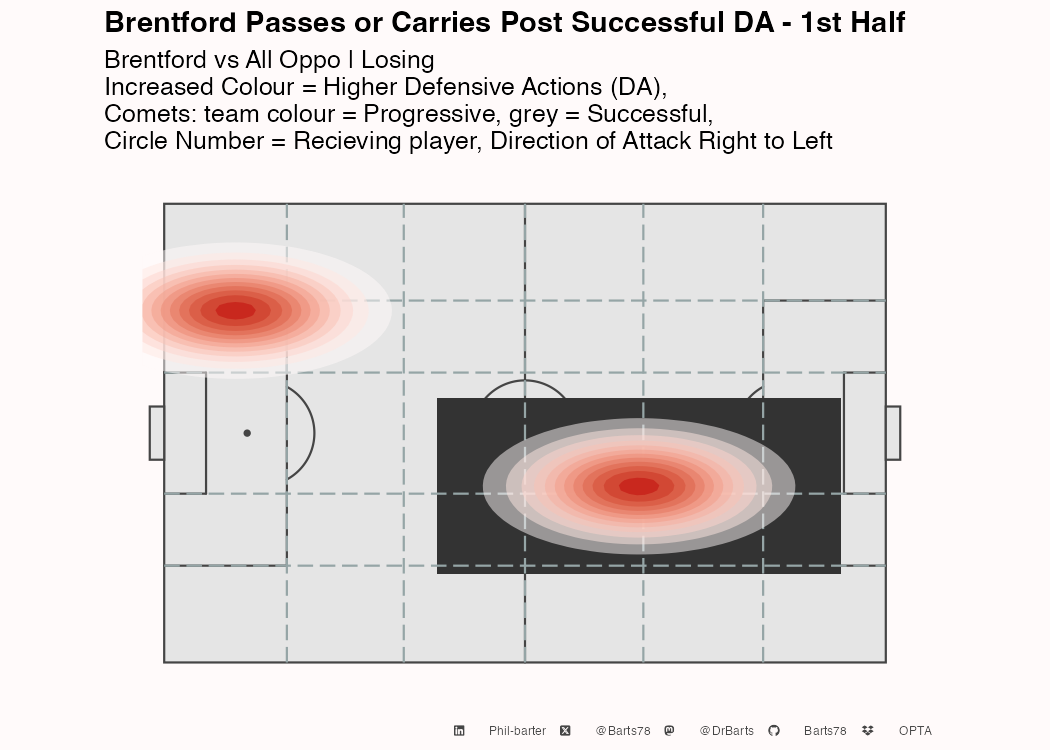 Brentford Passes or Carries Post Successful DA - 1st Half
Brentford vs All Oppo | Losing
Increased Colour = Higher Defensive Actions (DA),
Comets: team colour = Progressive, grey = Successful,
Circle Number = Recieving player, Direction of Attack Right to Left
Phil-barter @Barts78 @DrBarts Barts78 OPTA